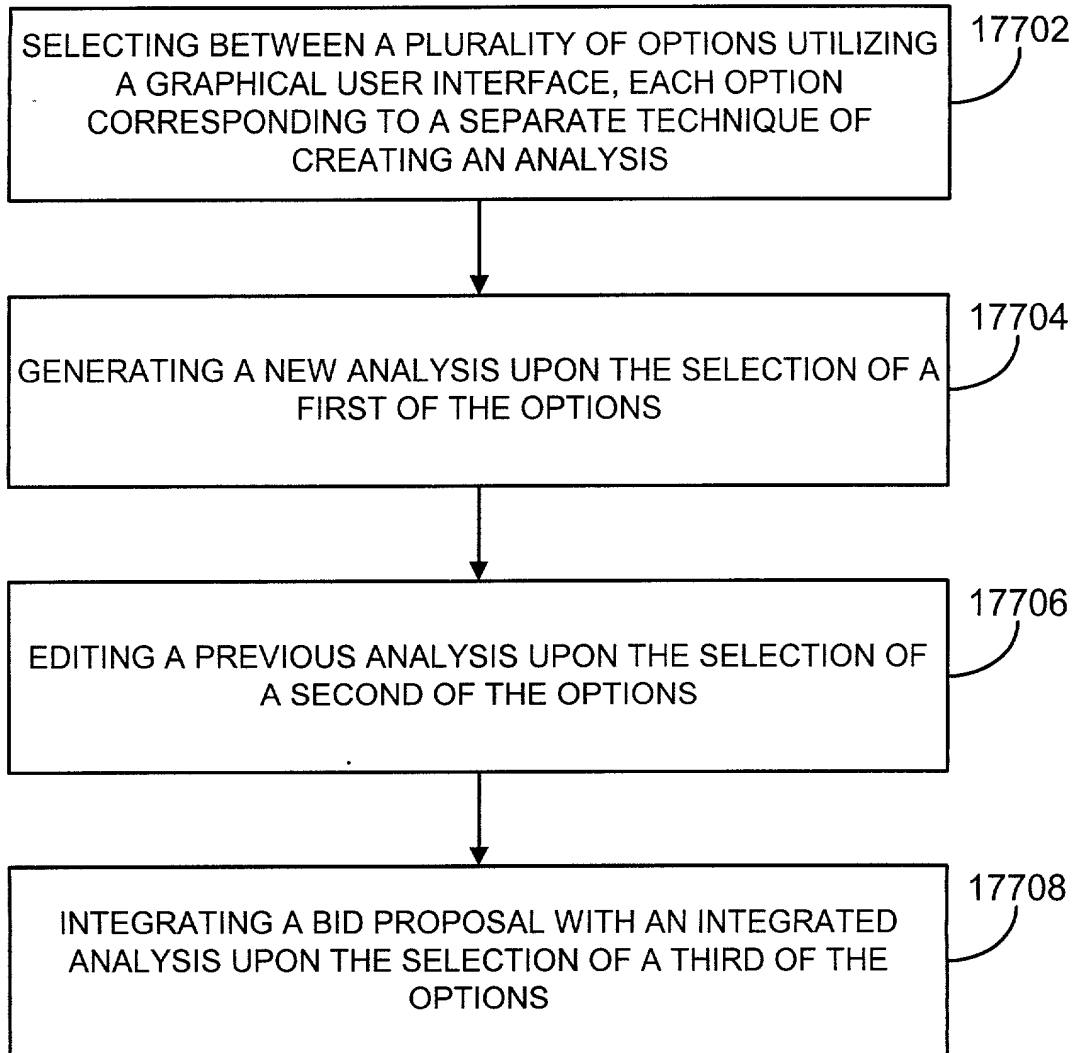 SELECTING BETWEEN A PLURALITY OF OPTIONS UTILIZING
A GRAPHICAL USER INTERFACE, EACH OPTION
CORRESPONDING TO A SEPARATE TECHNIQUE OF
CREATING AN ANALYSIS
17702
GENERATING A NEW ANALYSIS UPON THE SELECTION OF A
FIRST OF THE OPTIONS
17704
EDITING A PREVIOUS ANALYSIS UPON THE SELECTION OF
A SECOND OF THE OPTIONS
17706
INTEGRATING A BID PROPOSAL WITH AN INTEGRATED
ANALYSIS UPON THE SELECTION OF A THIRD OF THE
OPTIONS
17708